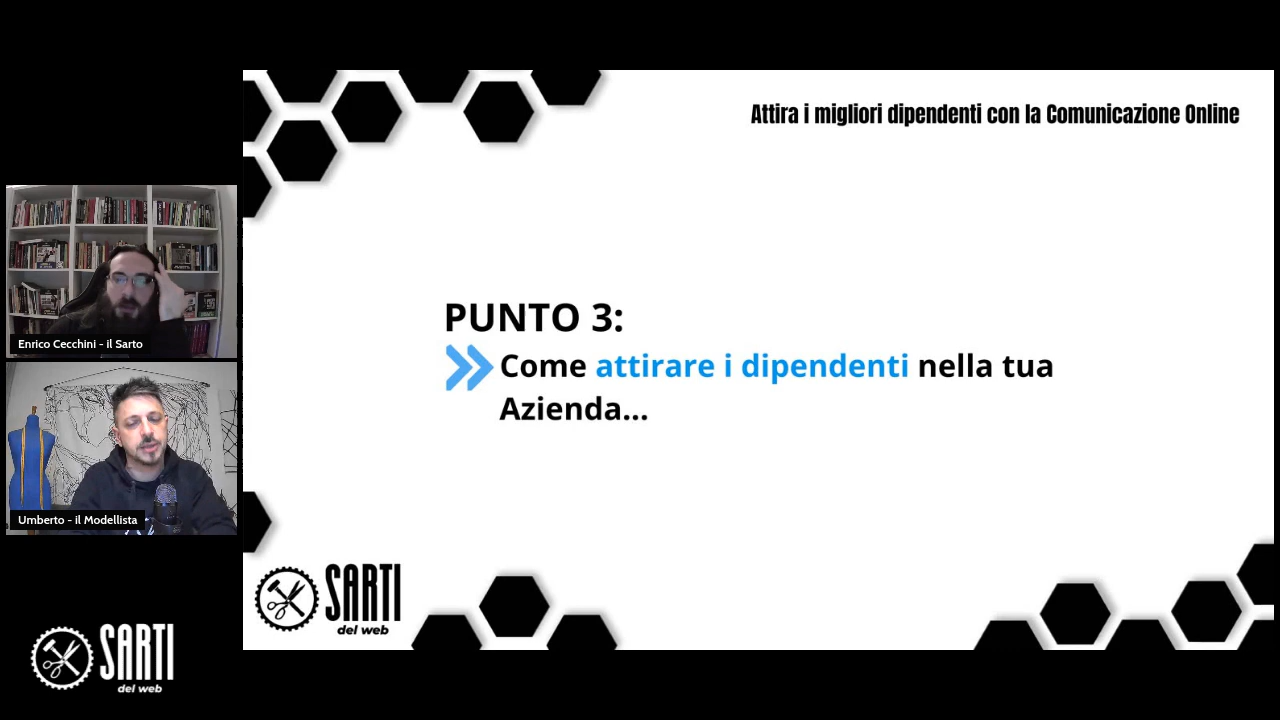 Attira i migliori dipendenti con la Comunicazione Online
PUNTO 3:
Come attirare i dipendenti nella tua
Azienda...
Enrico Cecchini - il Sarto
Umberto - il Modellista
SARTI
del web
SARTI
del web